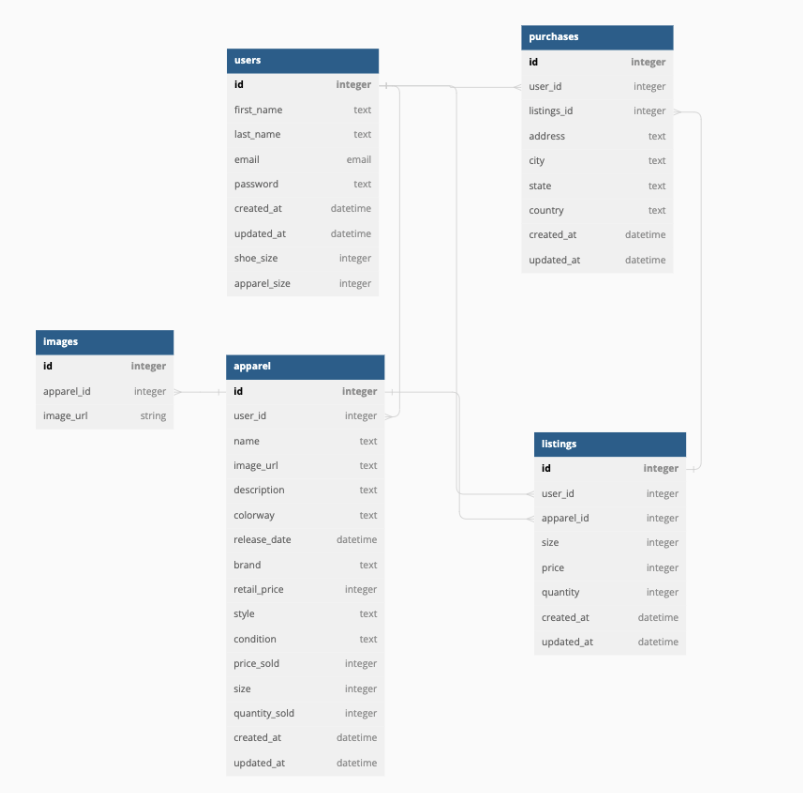 users
id integer
first_name text
last_name text
email email
password text
created_at datetime
updated_at datetime
shoe_size integer
apparel_size integer
purchases
id integer
user_id integer
listings_id integer
address text
city text
state text
country text
created_at datetime
updated_at datetime
images
id integer
apparel_id integer
image_url string
apparel
id integer
user_id integer
name text
image_url text
description text
colorway text
release_date datetime
brand text
retail_price integer
style text
condition text
price_sold integer
size integer
quantity_sold integer
created_at datetime
updated_at datetime
listings
id integer
user_id integer
apparel_id integer
size integer
price integer
quantity integer
created_at datetime
updated_at datetime